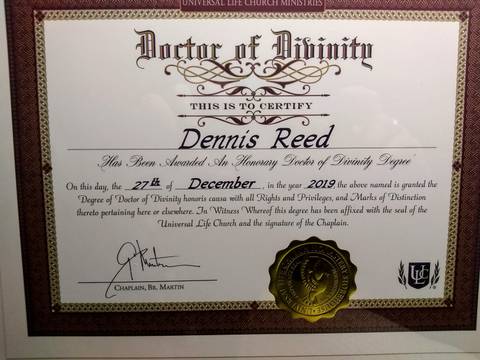 UNIVERSAL LIFE CHURCH MINISTRIES
Doctor of Divinity
THIS IS TO CERTIFY
Dennis Reed
Has Been Awarded An Honorary Doctor of Divinity Degree
On this day, the 27th of December, in the year 2019 the above named is granted the
Degree of Doctor of Divinity honoris causa with all Rights and Privileges, and Marks of Distinction
thereto pertaining here or elsewhere. In Witness Whereof this degree has been affixed with the seal of the
Universal Life Church and the signature of the Chaplain.
CHAPLAIN, BR. MARTIN
ULC